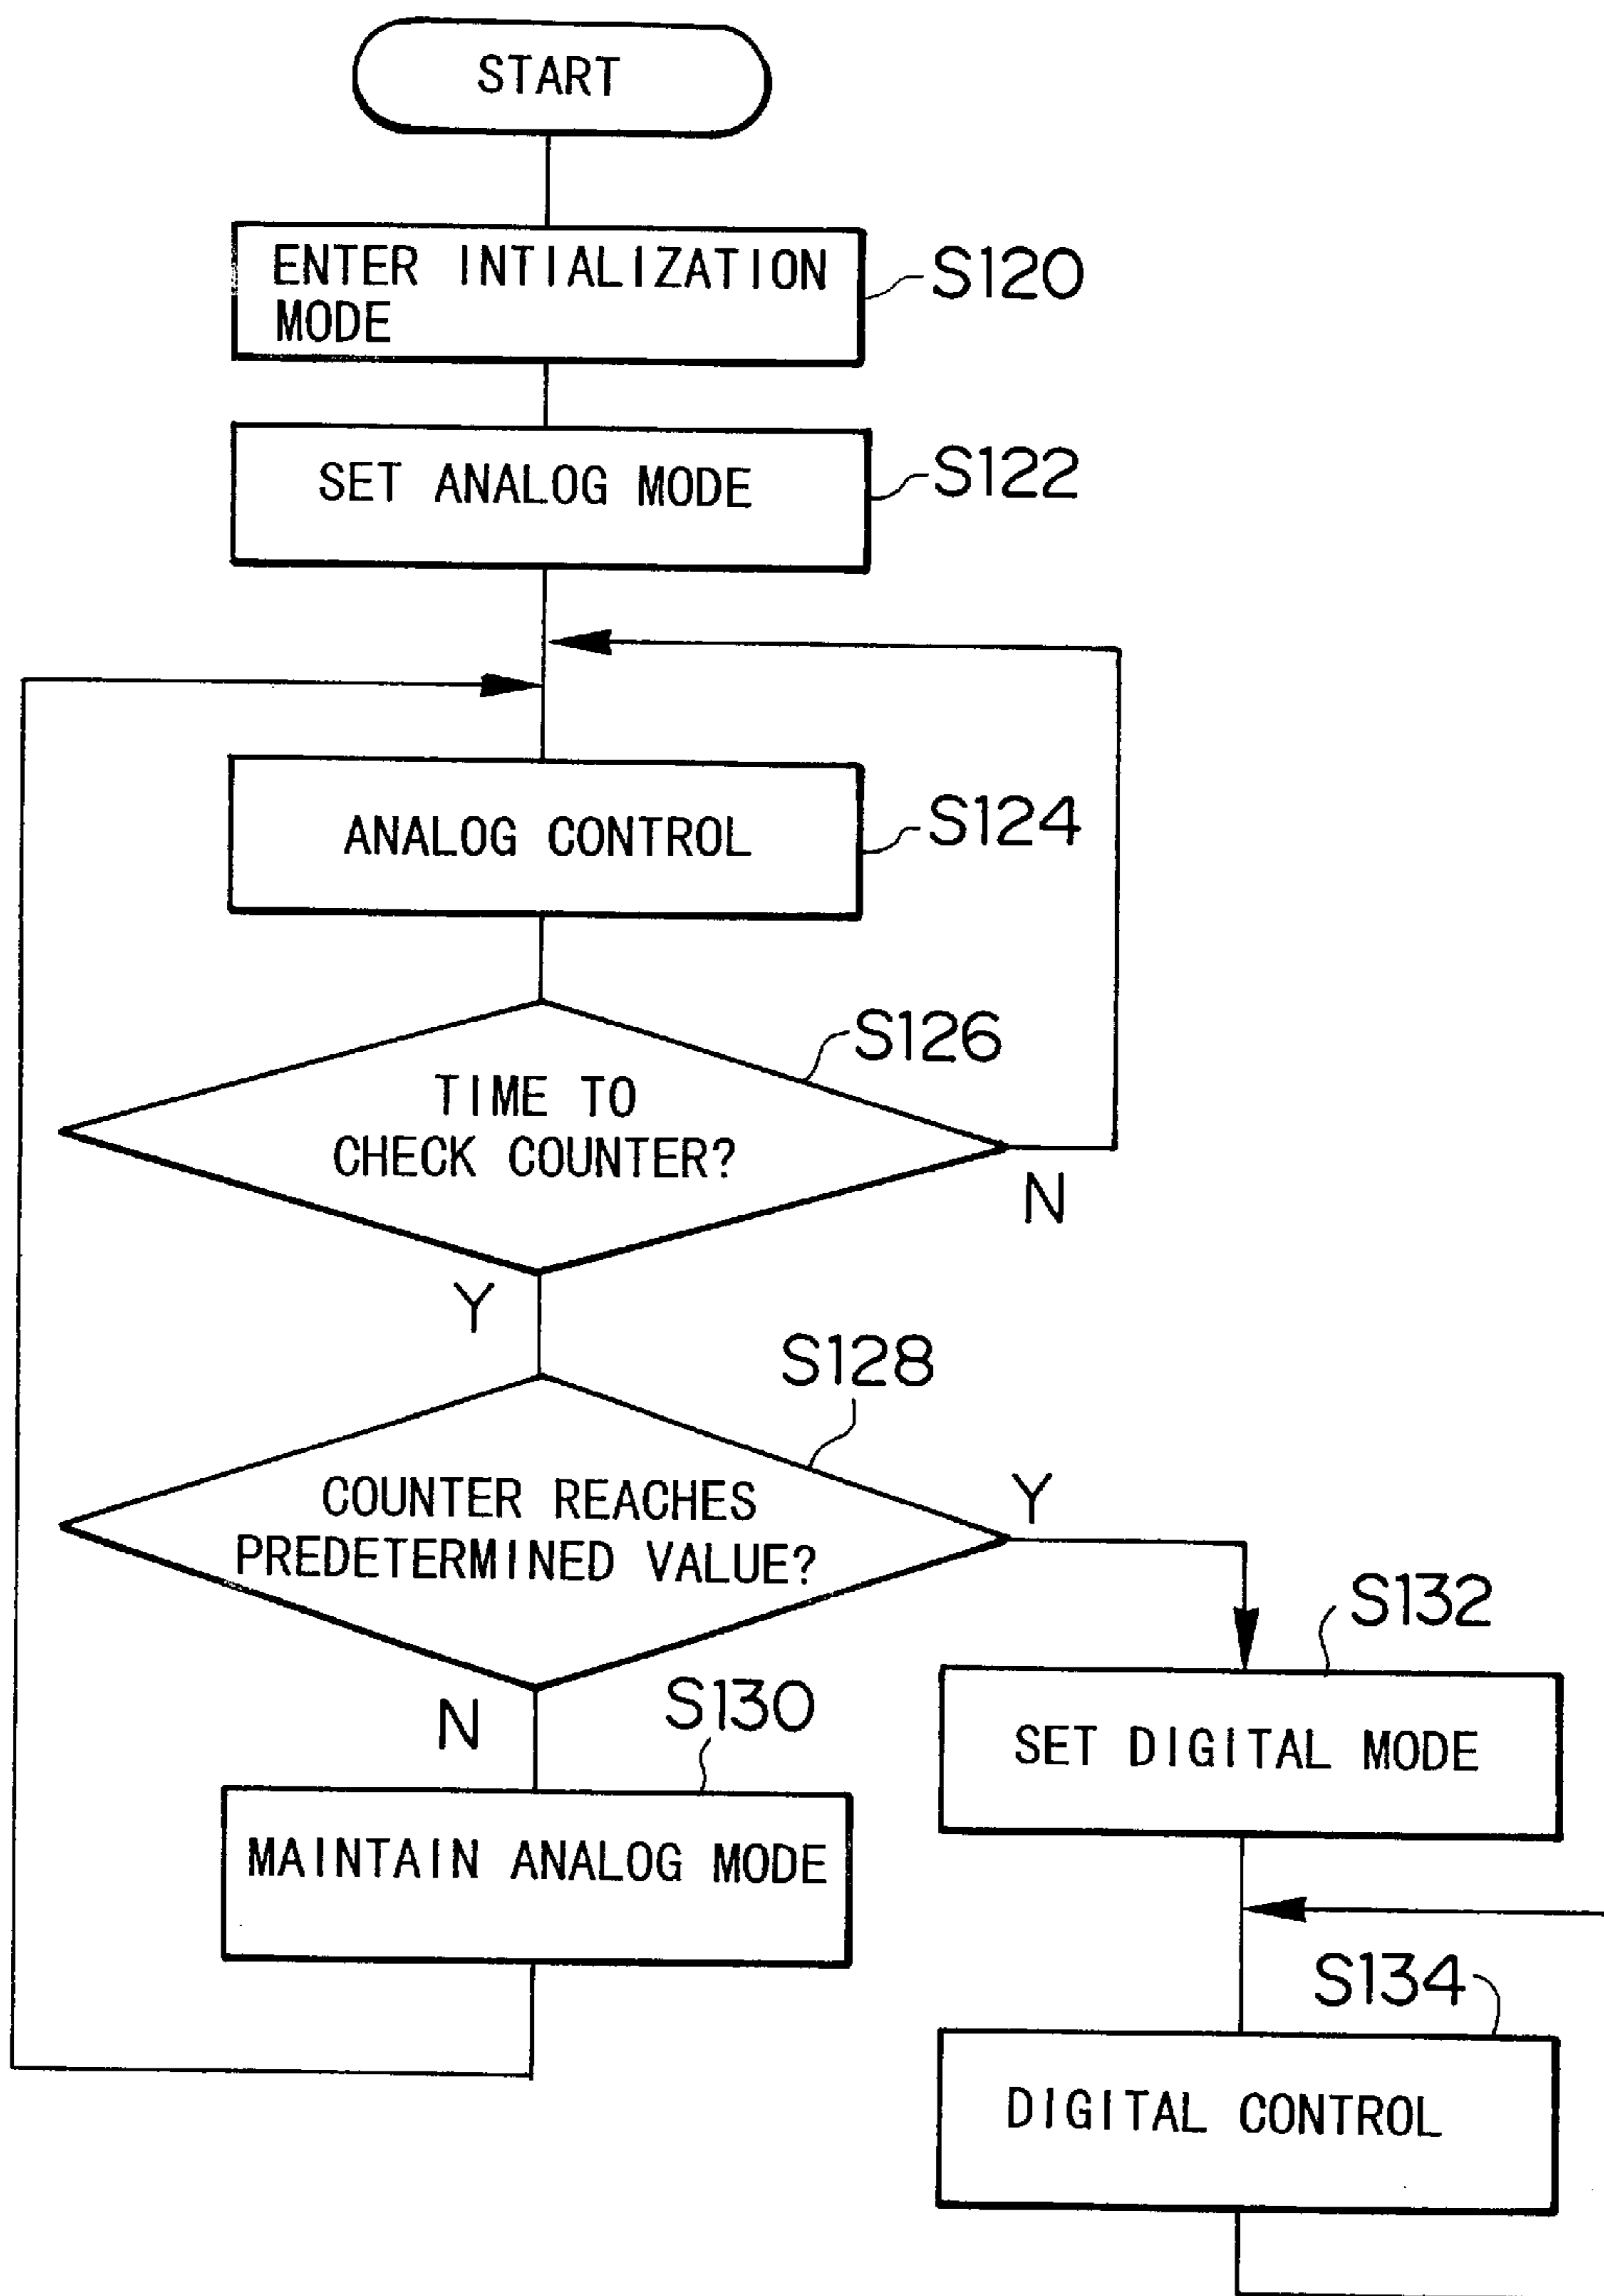 START
ENTER INTIALIZATION
MODE
S120
SET ANALOG MODE
S122
ANALOG CONTROL
S124
S126
TIME TO
CHECK COUNTER?
N
Y
S128
COUNTER REACHES
PREDETERMINED VALUE?
Y
S132
N
S130
SET DIGITAL MODE
MAINTAIN ANALOG MODE
S134
DIGITAL CONTROL